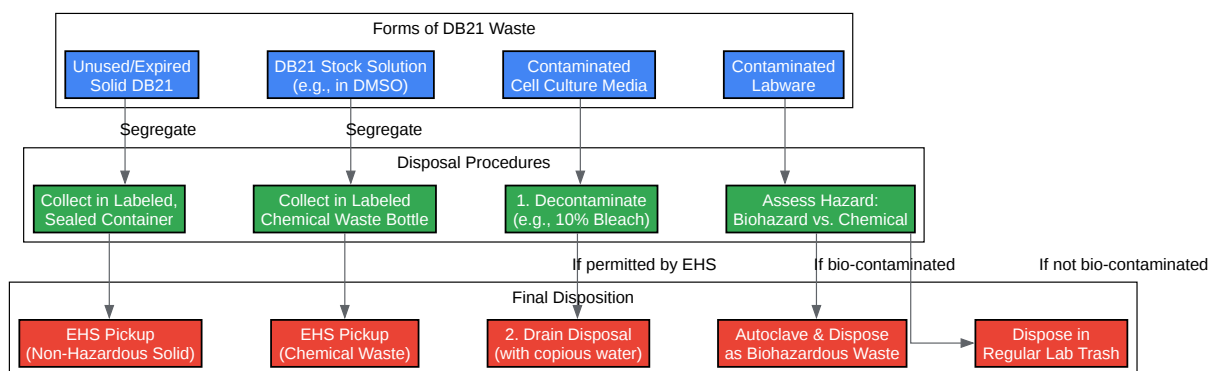 Forms of DB21 Waste
Unused/Expired
Solid DB21
DB21 Stock Solution
(e.g., in DMSO)
Contaminated
Cell Culture Media
Contaminated
Labware
Segregate
Segregate
Disposal Procedures
Collect in Labeled,
Sealed Container
Collect in Labeled
Chemical Waste Bottle
1. Decontaminate
(e.g., 10% Bleach)
Assess Hazard:
Biohazard vs. Chemical
If permitted by EHS
If bio-contaminated
If not bio-contaminated
Final Disposition
EHS Pickup
(Non-Hazardous Solid)
EHS Pickup
(Chemical Waste)
2. Drain Disposal
(with copious water)
Autoclave & Dispose
as Biohazardous Waste
Dispose in
Regular Lab Trash